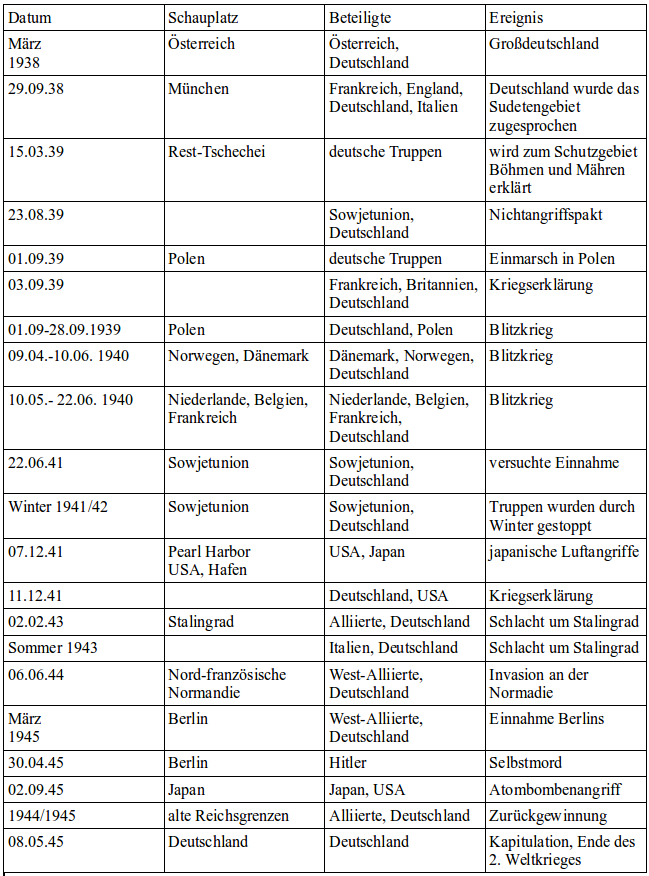 Datum Schauplatz Beteiligte Ereignis
März Österreich Österreich, Großdeutschland
1938 Deutschland
29.09.38 München Frankreich, England, Deutschland wurde das
Deutschland, Italien Sudetengebiet
zugesprochen
15.03.39 Rest-Tschechei deutsche Truppen wird zum Schutzgebiet
Böhmen und Mähren
erklärt
23.08.39 Sowjetunion, Nichtangriffspakt
Deutschland
01.09.39 Polen deutsche Truppen Einmarsch in Polen
03.09.39 Frankreich, Britannien, Kriegserklärung
Deutschland
01.09-28.09.1939 Polen Deutschland, Polen Blitzkrieg
09.04.-10.06. 1940 Norwegen, Dänemark Dänemark, Norwegen, Blitzkrieg
Deutschland
10.05.- 22.06. 1940 Niederlande, Belgien, Niederlande, Belgien, Blitzkrieg
Frankreich Frankreich,
Deutschland
22.06.41 Sowjetunion Sowjetunion, versuchte Einnahme
Deutschland
Winter 1941/42 Sowjetunion Sowjetunion, Truppen wurden durch
Deutschland Winter gestoppt
07.12.41 Pearl Harbor USA, Japan japanische Luftangriffe
USA, Hafen
11.12.41 Deutschland, USA Kriegserklärung
02.02.43 Stalingrad Alliierte, Deutschland Schlacht um Stalingrad
Sommer 1943 Italien, Deutschland Schlacht um Stalingrad
06.06.44 Nord-französische West-Alliierte, Invasion an der
Normandie Deutschland Normadie
März Berlin West-Alliierte, Einnahme Berlins
1945 Deutschland
30.04.45 Berlin Hitler Selbstmord
02.09.45 Japan Japan, USA Atombombenangriff
1944/1945 alte Reichsgrenzen Alliierte, Deutschland Zurückgewinnung
08.05.45 Deutschland Deutschland Kapitulation, Ende des
2. Weltkrieges